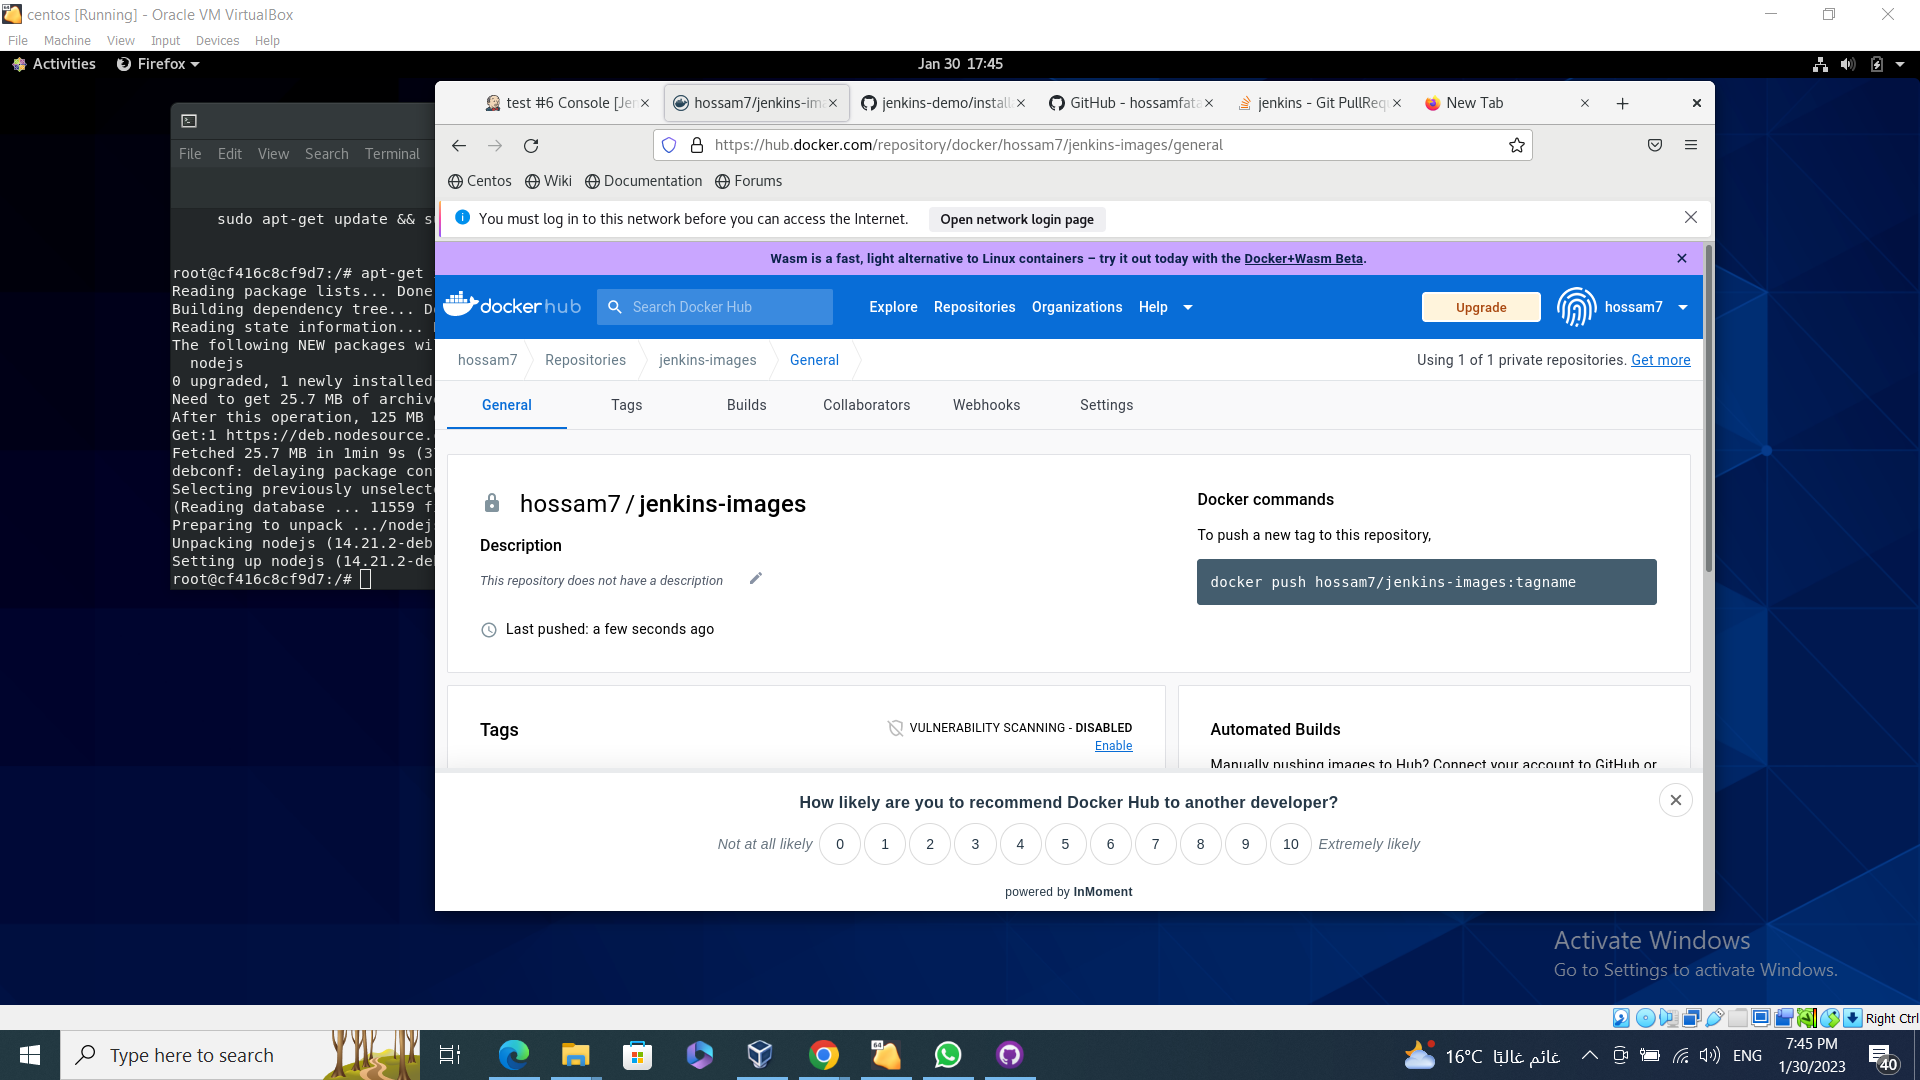 centos [Running] - Oracle VM VirtualBox
File Machine View Input Devices Help
Activities Firefox Jan 30 17:45
test #6 Console [Jen hossam7/jenkins-ima jenkins-demo/install GitHub - hossamfata jenkins - Git PullRequ New Tab
https://hub.docker.com/repository/docker/hossam7/jenkins-images/general
Centos Wiki Documentation Forums
You must log in to this network before you can access the Internet. Open network login page
Wasm is a fast, light alternative to Linux containers – try it out today with the Docker+Wasm Beta.
docker hub Search Docker Hub Explore Repositories Organizations Help Upgrade hossam7
hossam7 Repositories jenkins-images General Using 1 of 1 private repositories. Get more
General Tags Builds Collaborators Webhooks Settings
hossam7 / jenkins-images
Description
This repository does not have a description
Last pushed: a few seconds ago
Docker commands
To push a new tag to this repository,
docker push hossam7/jenkins-images:tagname
Tags
VULNERABILITY SCANNING - DISABLED
Enable
Automated Builds
Manually pushing images to Hub? Connect your account to GitHub or
How likely are you to recommend Docker Hub to another developer?
Not at all likely 0 1 2 3 4 5 6 7 8 9 10 Extremely likely
powered by InMoment
File Edit View Search Terminal
sudo apt-get update && s
root@cf416c8cf9d7:/# apt-get
Reading package lists... Done
Building dependency tree... D
Reading state information...
The following NEW packages wi
nodejs
0 upgraded, 1 newly installed
Need to get 25.7 MB of archiv
After this operation, 125 MB
Get:1 https://deb.nodesource.
Fetched 25.7 MB in 1min 9s (3
debconf: delaying package con
Selecting previously unselect
(Reading database ... 11559 f
Preparing to unpack .../nodej
Unpacking nodejs (14.21.2-deb
Setting up nodejs (14.21.2-de
root@cf416c8cf9d7:/#
Activate Windows
Go to Settings to activate Windows.
Right Ctrl
Type here to search
64
16°C غائم غالبًا
ENG
7:45 PM
1/30/2023
40